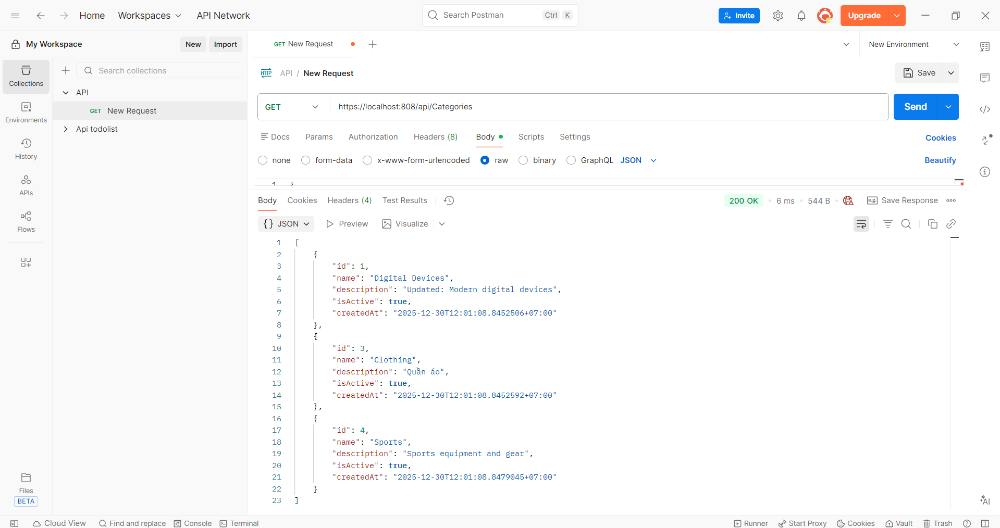 Home Workspaces API Network Search Postman Ctrl K Invite Upgrade
My Workspace New Import GET New Request New Environment
Collections
Search collections
API
GET New Request
Api todolist
Environments
History
APIs
Flows
Files
BETA
HTTP API / New Request Save
GET https://localhost:808/api/Categories Send
Docs Params Authorization Headers (8) Body Scripts Settings Cookies
none form-data x-www-form-urlencoded raw binary GraphQL JSON Beautify
1 {
Body Cookies Headers (4) Test Results 200 OK 6 ms 544 B e.g. Save Response
{} JSON Preview Visualize
1 [
2 {
3 "id": 1,
4 "name": "Digital Devices",
5 "description": "Updated: Modern digital devices",
6 "isActive": true,
7 "createdAt": "2025-12-30T12:01:08.8452506+07:00"
8 },
9 {
10 "id": 3,
11 "name": "Clothing",
12 "description": "Quần áo",
13 "isActive": true,
14 "createdAt": "2025-12-30T12:01:08.8452592+07:00"
15 },
16 {
17 "id": 4,
18 "name": "Sports",
19 "description": "Sports equipment and gear",
20 "isActive": true,
21 "createdAt": "2025-12-30T12:01:08.8479045+07:00"
22 }
23 ]
AI
Cloud View Find and replace Console Terminal Runner Start Proxy Cookies Vault Trash